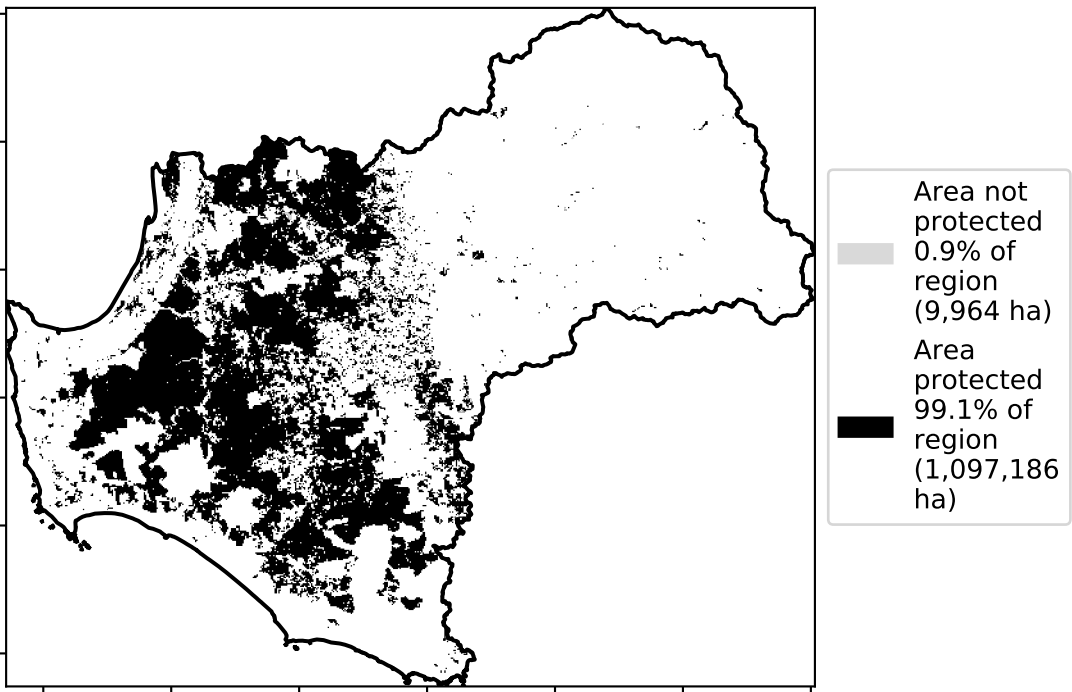 Area not
protected
0.9% of
region
(9,964 ha)
Area
protected
99.1% of
region
(1,097,186
ha)